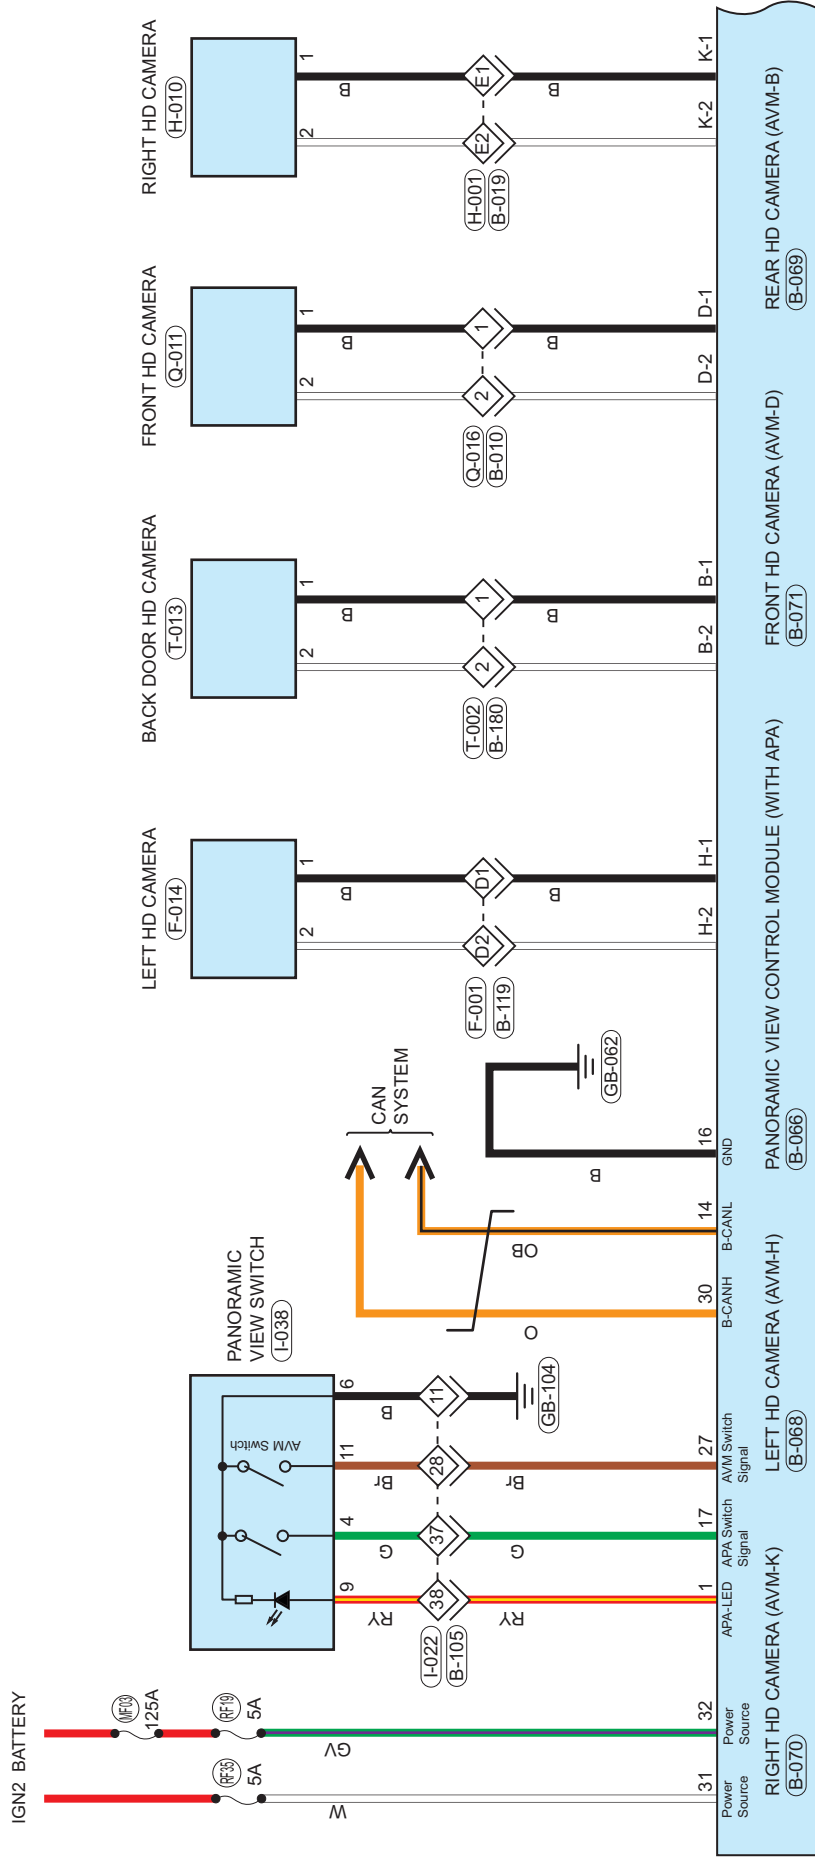 IGN2 BATTERY
MF03
125A
RF35
5A
RF19
5A
W
GV
31
Power
Source
32
Power
Source
PANORAMIC
VIEW SWITCH
I-038
AVM Switch
9
4
11
6
RY
G
Br
B
I-022
B-105
38
37
28
11
GB-104
RY
G
Br
1
APA-LED
17
APA Switch
Signal
27
AVM Switch
Signal
CAN
SYSTEM
O
OB
30
B-CANH
14
B-CANL
B
16
GND
GB-062
LEFT HD CAMERA
F-014
2
1
B
F-001
B-119
D2
D1
B
H-2
H-1
BACK DOOR HD CAMERA
T-013
2
1
B
T-002
B-180
2
1
B
B-2
B-1
FRONT HD CAMERA
Q-011
2
1
B
Q-016
B-010
2
1
B
D-2
D-1
RIGHT HD CAMERA
H-010
2
1
B
H-001
B-019
E2
E1
B
K-2
K-1
RIGHT HD CAMERA (AVM-K)
B-070
LEFT HD CAMERA (AVM-H)
B-068
PANORAMIC VIEW CONTROL MODULE (WITH APA)
B-066
FRONT HD CAMERA (AVM-D)
B-071
REAR HD CAMERA (AVM-B)
B-069